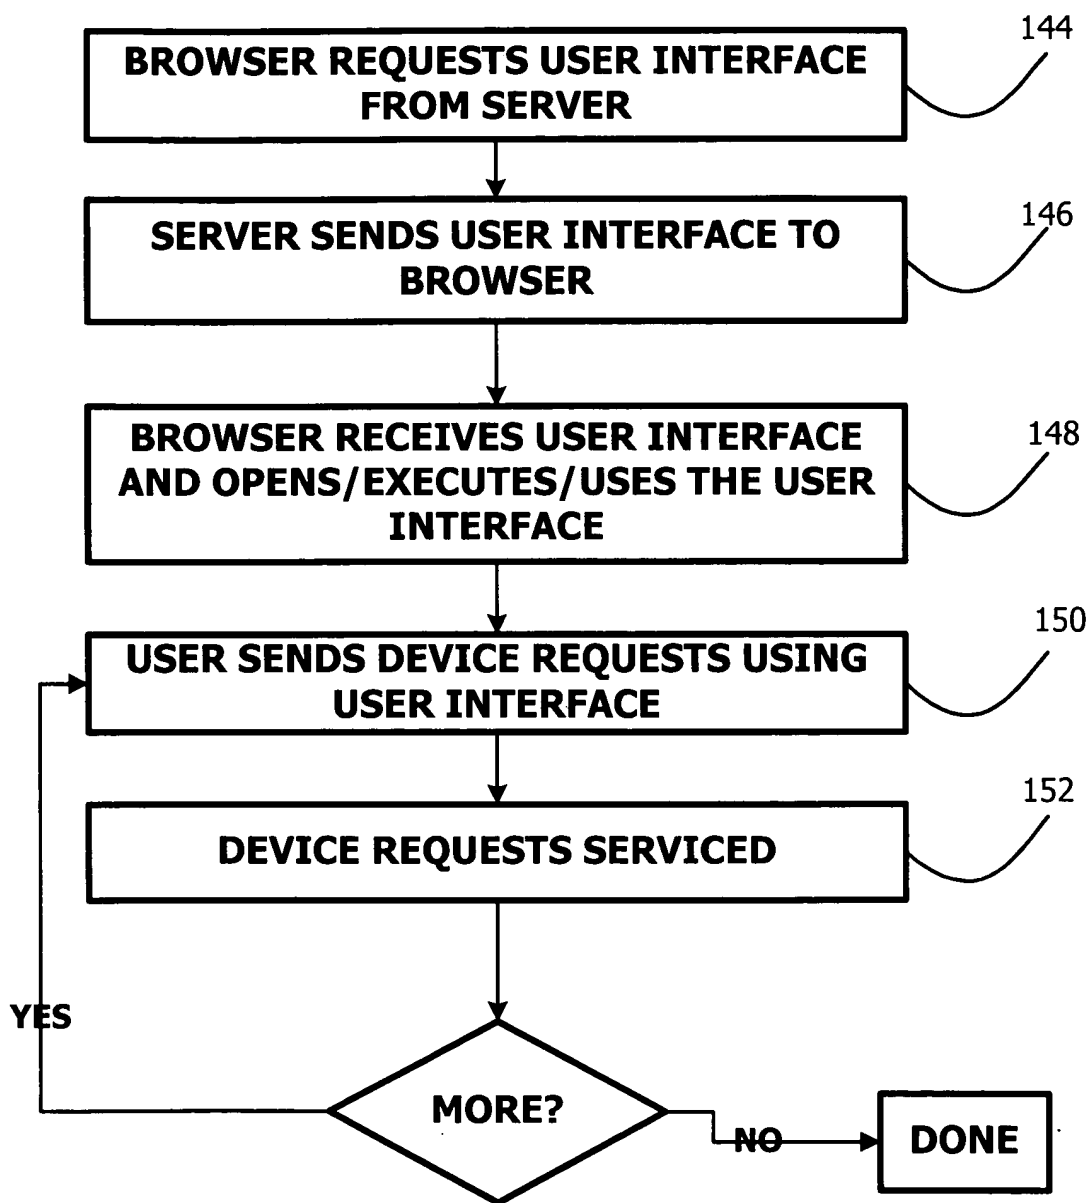 144
BROWSER REQUESTS USER INTERFACE
FROM SERVER
146
SERVER SENDS USER INTERFACE TO
BROWSER
148
BROWSER RECEIVES USER INTERFACE
AND OPENS/EXECUTES/USES THE USER
INTERFACE
150
USER SENDS DEVICE REQUESTS USING
USER INTERFACE
152
DEVICE REQUESTS SERVICED
YES
MORE?
NO
DONE